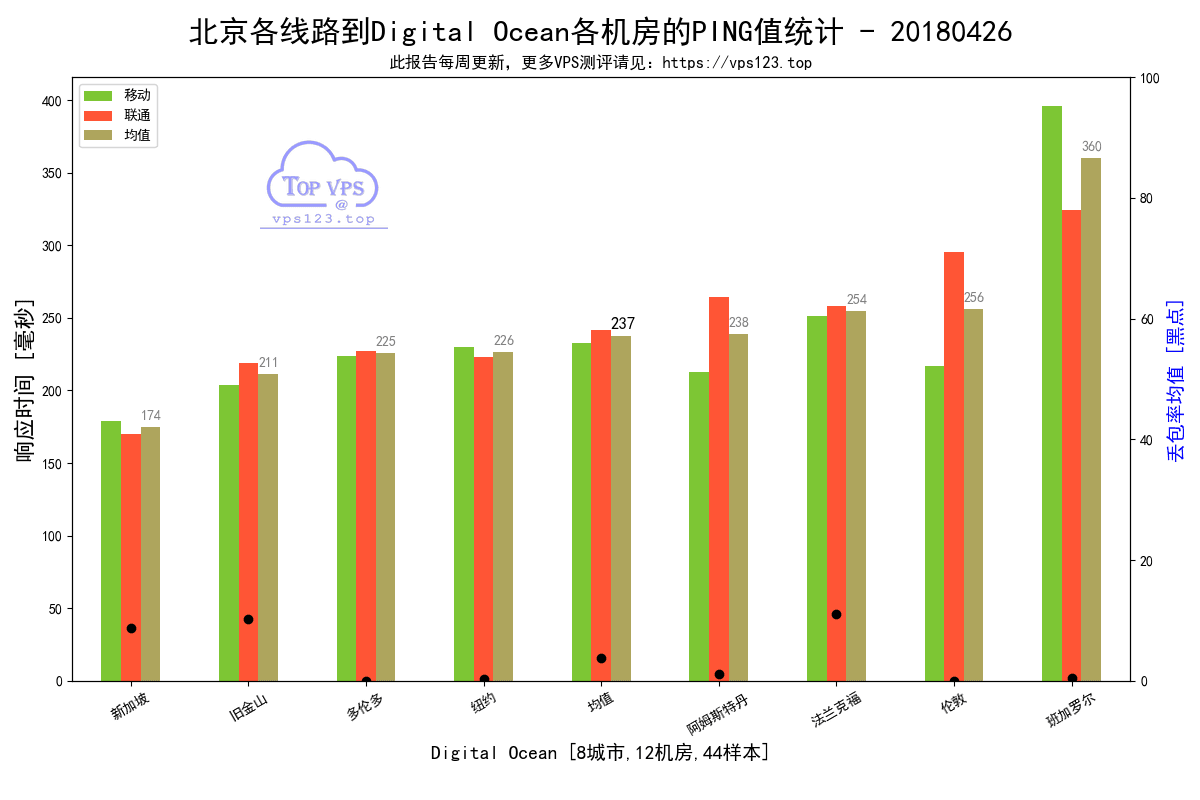 北京各线路到Digital Ocean各机房的PING值统计 - 20180426
此报告每周更新，更多VPS测评请见：https://vps123.top
移动
联通
均值
TOP VPS
@
vps123.top
响应时间 [毫秒]
400
350
300
250
200
150
100
50
0
174
211
225
226
237
238
254
256
360
100
80
60
40
20
0
丢包率均值 [黑点]
新加坡
旧金山
多伦多
纽约
均值
阿姆斯特丹
法兰克福
伦敦
班加罗尔
Digital Ocean [8城市,12机房,44样本]